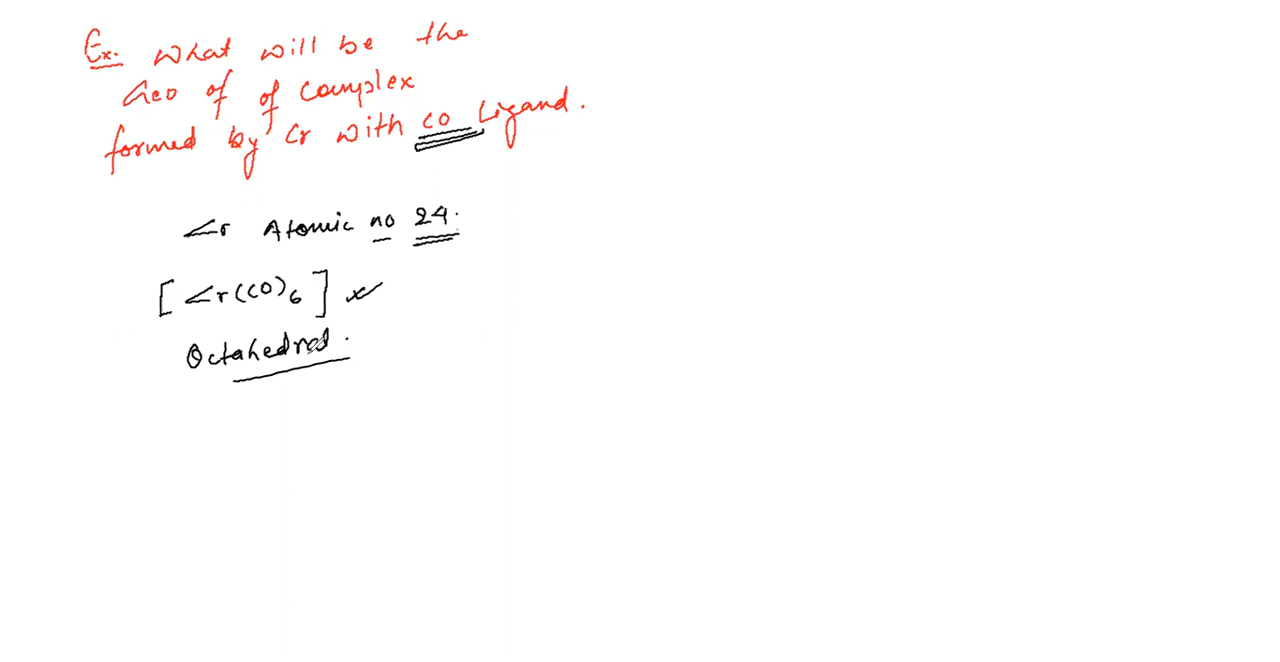 Ex. What will be the
Geo of of complex
formed by Cr with CO Ligand.
Cr Atomic no 24.
[Cr(CO)6]
Octahedral.